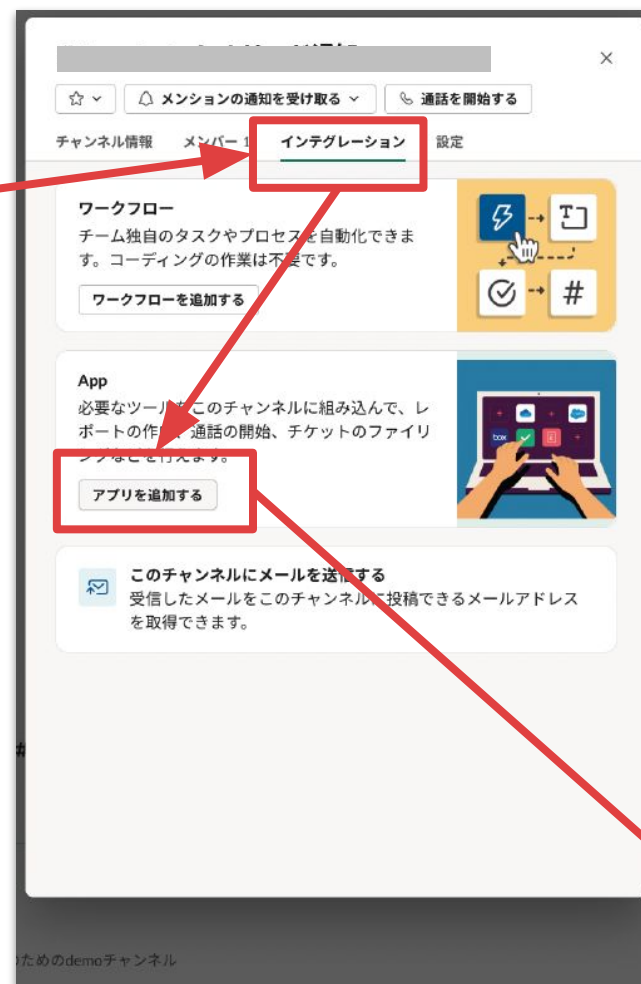 メンションの通知を受け取る
通話を開始する
チャンネル情報 メンバー 1 インテグレーション 設定
ワークフロー
チーム独自のタスクやプロセスを自動化できま
す。コーディングの作業は不要です。
ワークフローを追加する
App
必要なツールをこのチャンネルに組み込んで、レ
ポートの作成、通話の開始、チケットのファイリ
ングなどを行えます。
アプリを追加する
box
このチャンネルにメールを送信する
受信したメールをこのチャンネルに投稿できるメールアドレス
を取得できます。
#
のためのdemoチャンネル